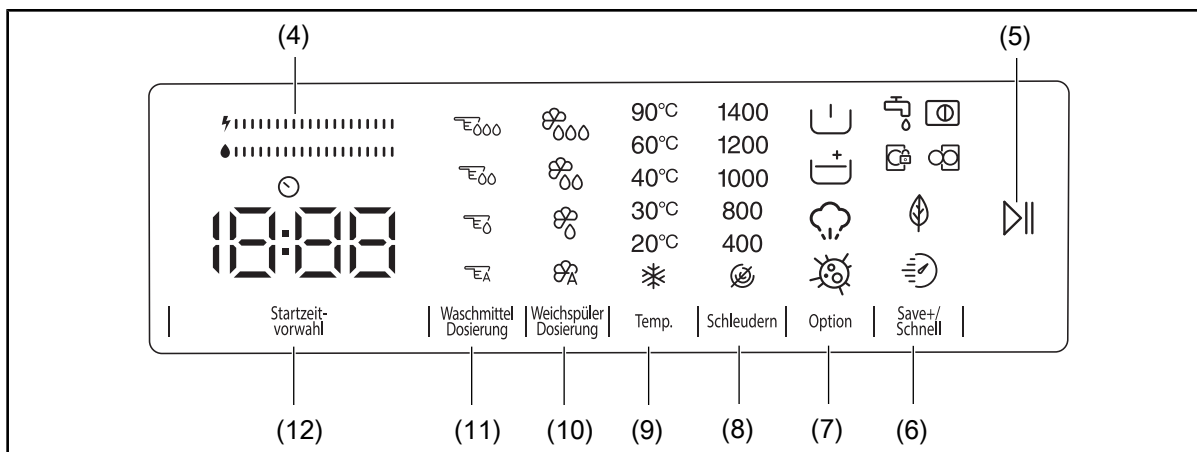 (4) (5)
18:88
90°C 1400
60°C 1200
40°C 1000
30°C 800
20°C 400
E
E
E
EA A
Startzeit-
vorwahl
Waschmittel
Dosierung
Weichspüler
Dosierung
Temp.
Schleudern
Option
Save+/
Schnell
(12) (11) (10) (9) (8) (7) (6)